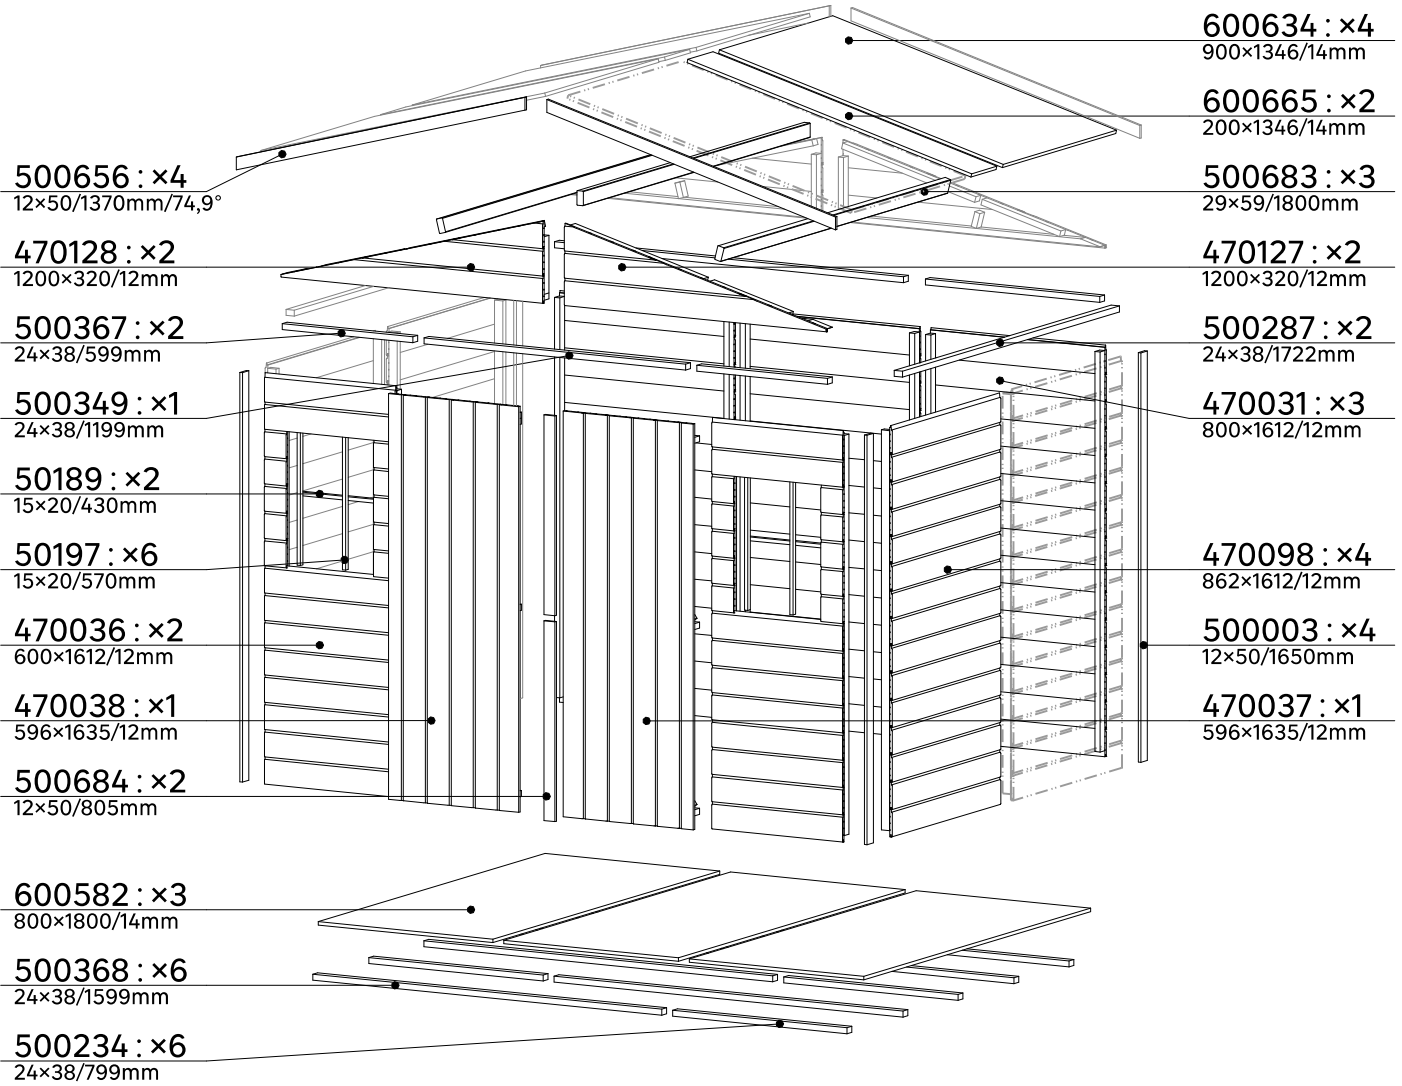 500656 : ×4
12×50/1370mm/74,9°
470128 : ×2
1200×320/12mm
500367 : ×2
24×38/599mm
500349 : ×1
24×38/1199mm
50189 : ×2
15×20/430mm
50197 : ×6
15×20/570mm
470036 : ×2
600×1612/12mm
470038 : ×1
596×1635/12mm
500684 : ×2
12×50/805mm
600582 : ×3
800×1800/14mm
500368 : ×6
24×38/1599mm
500234 : ×6
24×38/799mm
600634 : ×4
900×1346/14mm
600665 : ×2
200×1346/14mm
500683 : ×3
29×59/1800mm
470127 : ×2
1200×320/12mm
500287 : ×2
24×38/1722mm
470031 : ×3
800×1612/12mm
470098 : ×4
862×1612/12mm
500003 : ×4
12×50/1650mm
470037 : ×1
596×1635/12mm